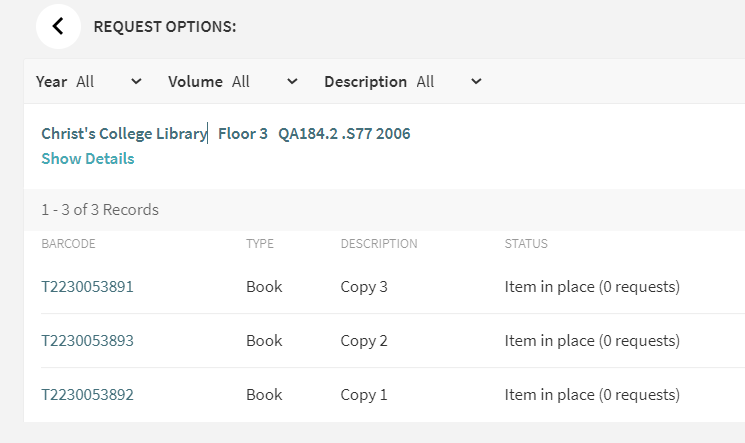 REQUEST OPTIONS:
Year All Volume All Description All
Christ's College Library Floor 3 QA184.2 .S77 2006
Show Details
1 - 3 of 3 Records
BARCODE TYPE DESCRIPTION STATUS
T2230053891 Book Copy 3 Item in place (0 requests)
T2230053893 Book Copy 2 Item in place (0 requests)
T2230053892 Book Copy 1 Item in place (0 requests)